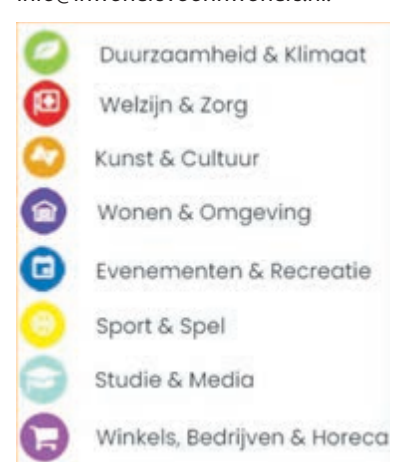 Duurzaamheid & Klimaat
Welzijn & Zorg
Kunst & Cultuur
Wonen & Omgeving
Evenementen & Recreatie
Sport & Spel
Studie & Media
Winkels, Bedrijven & Horeca